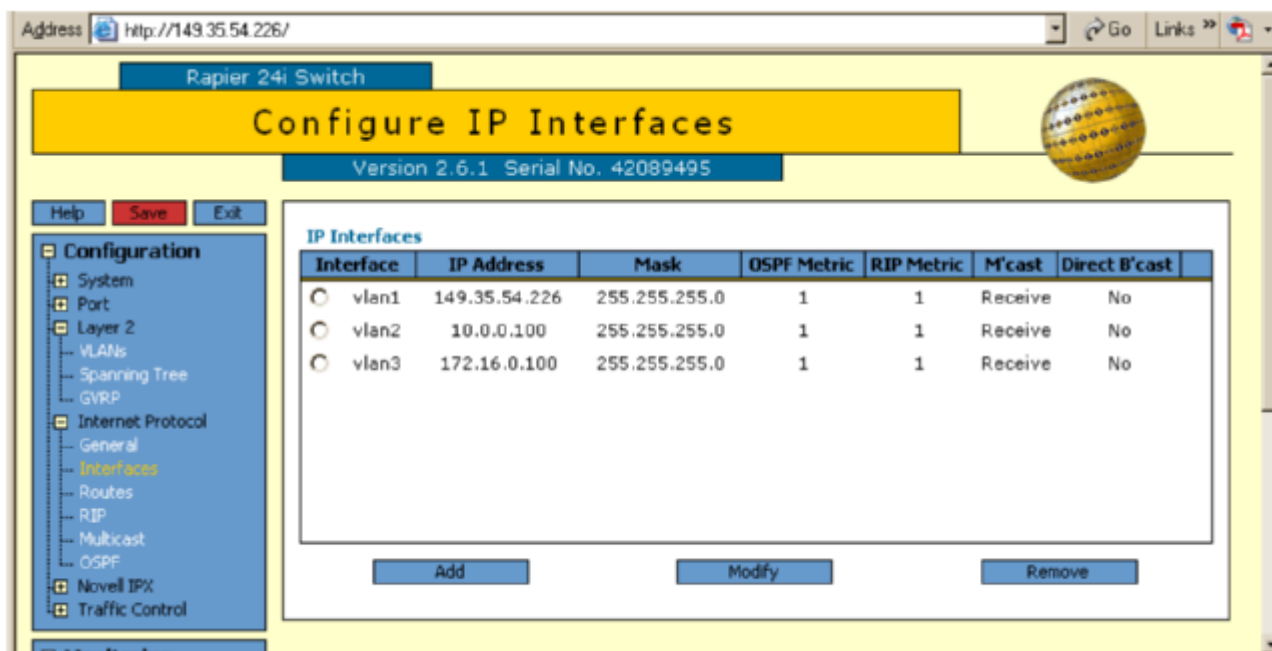 Address http://149.35.54.226/ Go Links »
Rapier 24i Switch
Configure IP Interfaces
Version 2.6.1 Serial No. 42089495
Help Save Exit
Configuration
System
Port
Layer 2
VLANs
Spanning Tree
GVRP
Internet Protocol
General
Interfaces
Routes
RIP
Multicast
OSPF
Novell IPX
Traffic Control
IP Interfaces
Interface IP Address Mask OSPF Metric RIP Metric M'cast Direct B'cast
vlan1 149.35.54.226 255.255.255.0 1 1 Receive No
vlan2 10.0.0.100 255.255.255.0 1 1 Receive No
vlan3 172.16.0.100 255.255.255.0 1 1 Receive No
Add Modify Remove